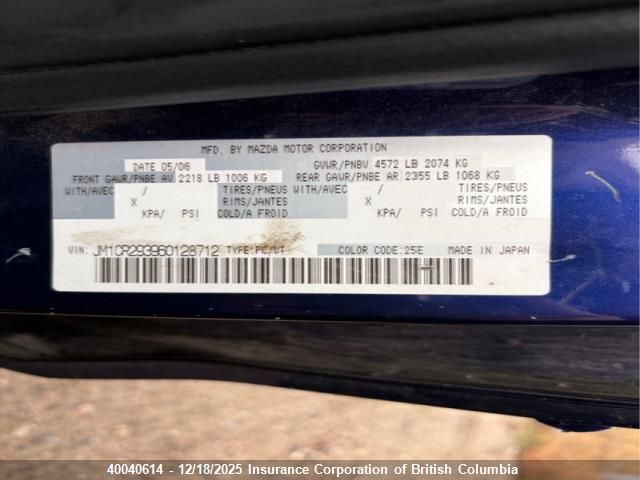 MFD. BY MAZDA MOTOR CORPORATION
DATE 05/06 GVWR/PNBV 4572 LB 2074 KG
FRONT GAWR/PNBE AV 2218 LB 1006 KG REAR GAWR/PNBE AR 2355 LB 1068 KG
WITH/AVEC / TIRES/PNEUS WITH/AVEC / TIRES/PNEUS
X RIMS/JANTES X RIMS/JANTES
KPA/ PSI COLD/A FROID KPA/ PSI COLD/A FROID
VIN: JM1CR293960128712 TYPE:PC/VT COLOR CODE:25E MADE IN JAPAN
40040614 - 12/18/2025 Insurance Corporation of British Columbia